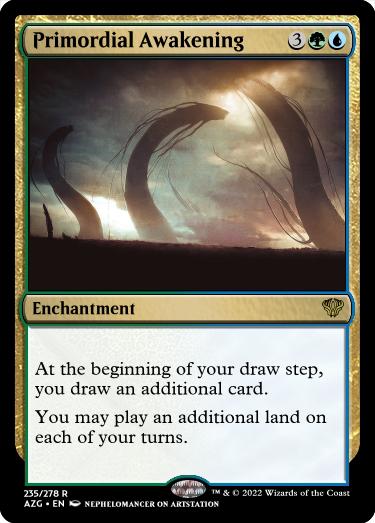 Primordial Awakening 3
Enchantment
At the beginning of your draw step,
you draw an additional card.
You may play an additional land on
each of your turns.
235/278 R
AZG • EN NEPHELOMANCER ON ARTSTATION
™ & © 2022 Wizards of the Coast